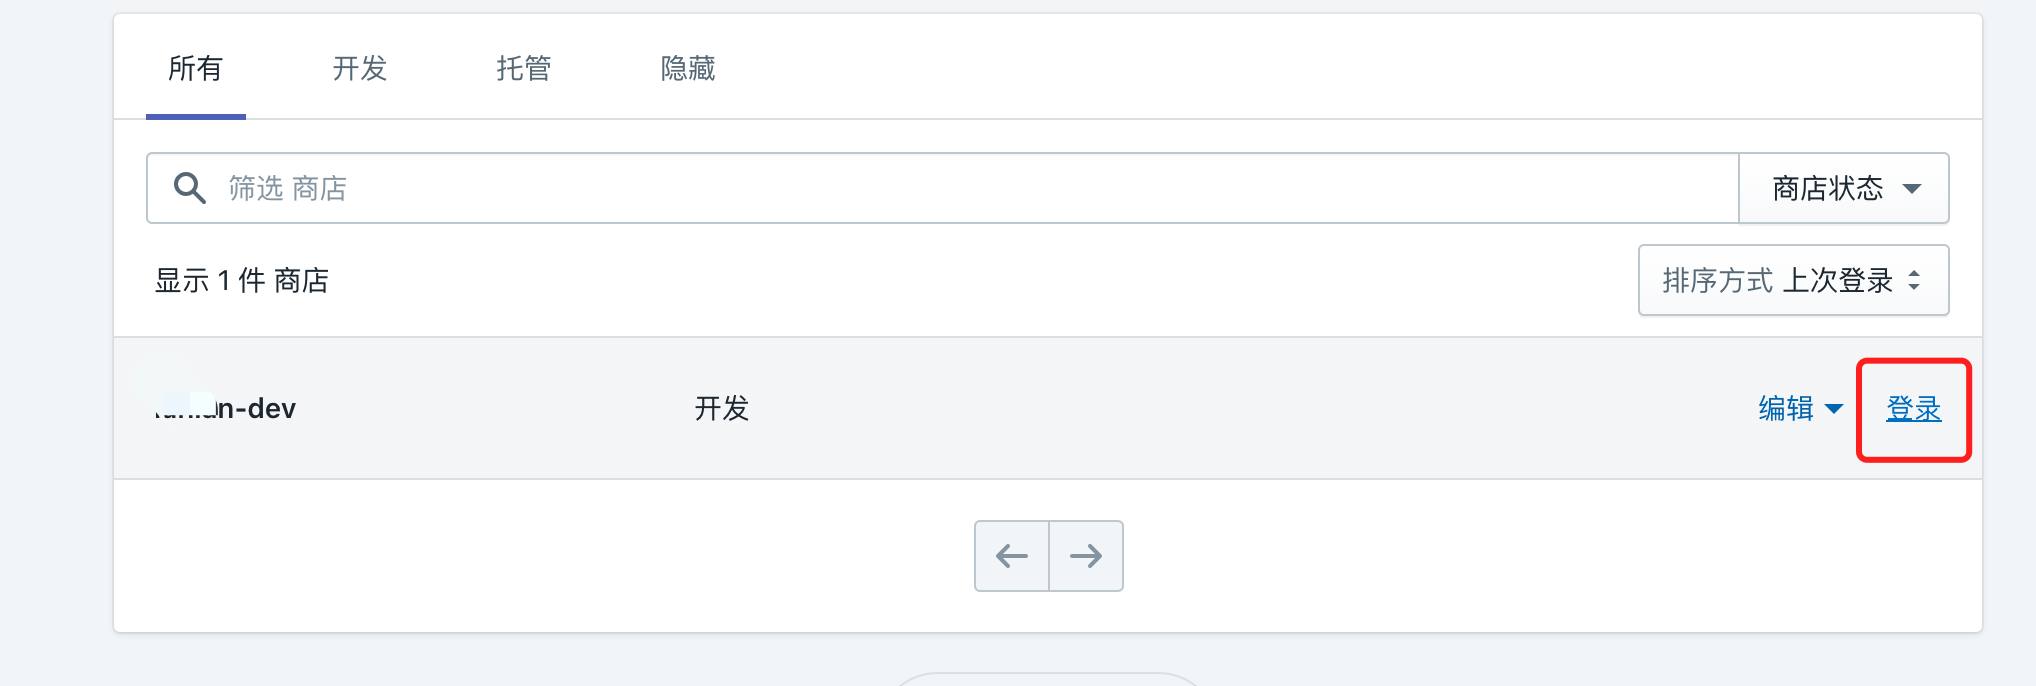 所有 开发 托管 隐藏
筛选 商店 商店状态
显示 1 件 商店 排序方式 上次登录
n-dev 开发 编辑 登录